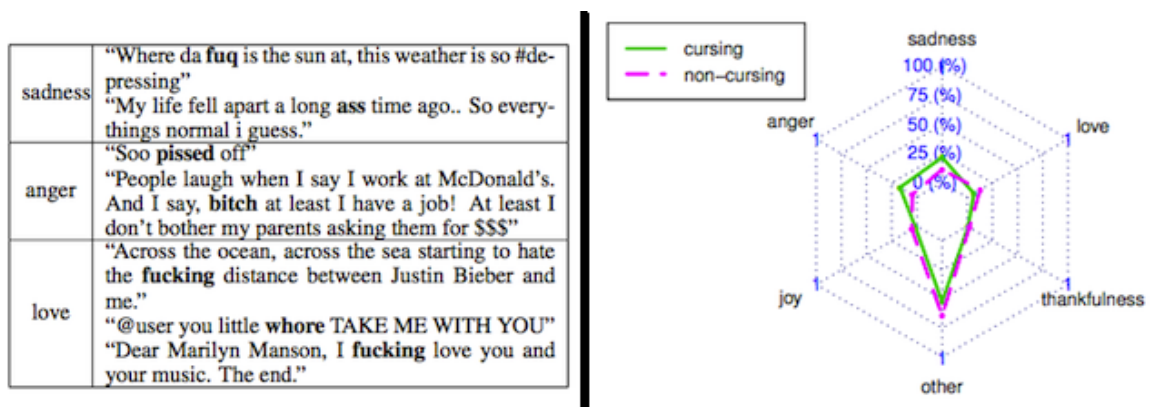 sadness
“Where da fuq is the sun at, this weather is so #de-
pressing”
“My life fell apart a long ass time ago.. So every-
things normal i guess.”
anger
“Soo pissed off”
“People laugh when I say I work at McDonald’s.
And I say, bitch at least I have a job! At least I
don’t bother my parents asking them for $$$”
love
“Across the ocean, across the sea starting to hate
the fucking distance between Justin Bieber and
me.”
“@user you little whore TAKE ME WITH YOU”
“Dear Marilyn Manson, I fucking love you and
your music. The end.”
cursing
non−cursing
sadness
100 (%)
75 (%)
50 (%)
25 (%)
0 (%)
anger
1
love
1
joy
1
thankfulness
1
1
other